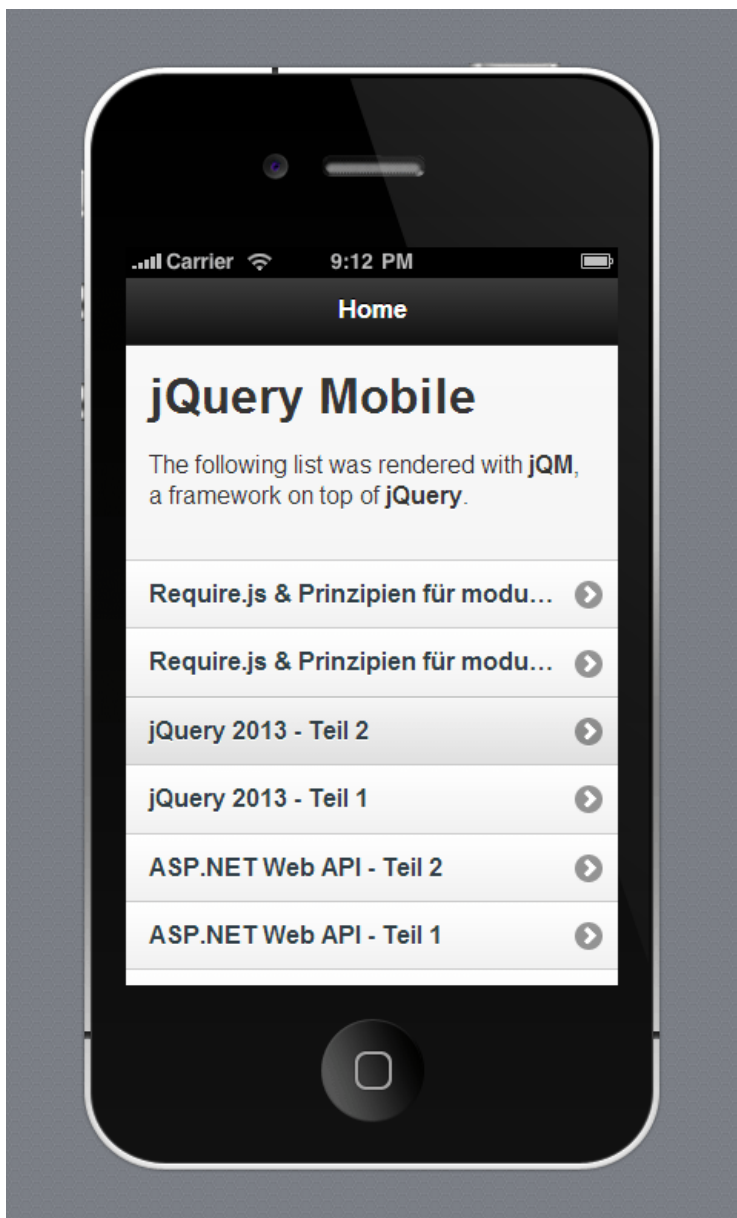 Carrier 9:12 PM
Home
jQuery Mobile
The following list was rendered with jQM,
a framework on top of jQuery.
Require.js & Prinzipien für modu...
Require.js & Prinzipien für modu...
jQuery 2013 - Teil 2
jQuery 2013 - Teil 1
ASP.NET Web API - Teil 2
ASP.NET Web API - Teil 1